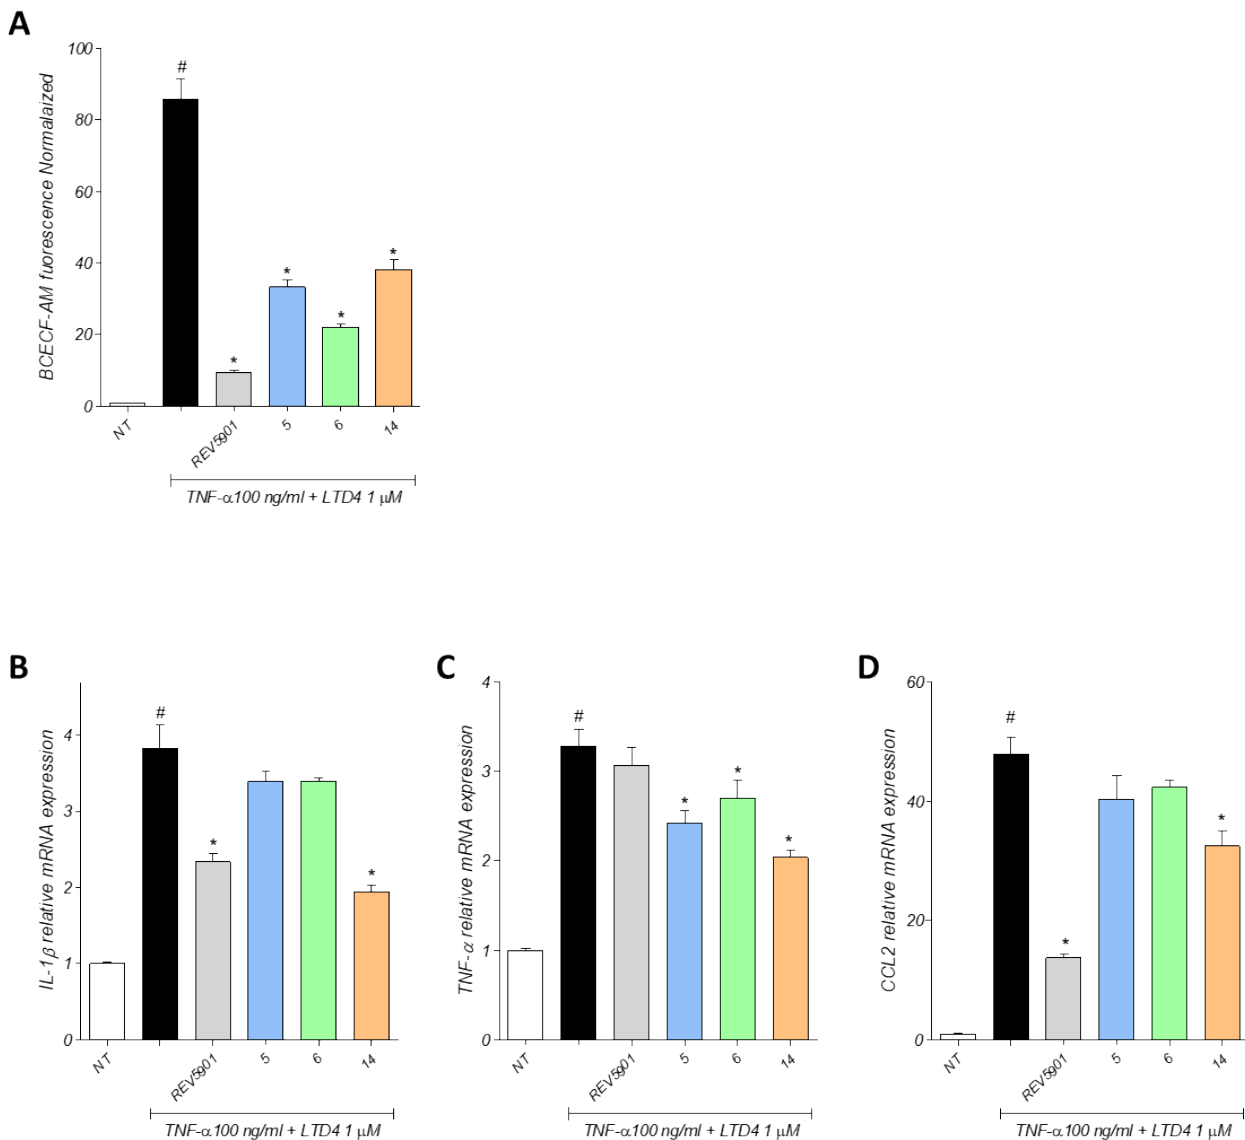 A
BCECF-AM fuorescence Normalaized
100
80
60
40
20
0
#
*
*
*
*
NT
REV5901
5
6
14
TNF-α100 ng/ml + LTD4 1 μM
B
IL-1β relative mRNA expression
4
3
2
1
0
#
*
*
NT
REV5901
5
6
14
TNF-α100 ng/ml + LTD4 1 μM
C
TNF-α relative mRNA expression
4
3
2
1
0
#
*
*
*
NT
REV5901
5
6
14
TNF-α100 ng/ml + LTD4 1 μM
D
CCL2 relative mRNA expression
60
40
20
0
#
*
*
NT
REV5901
5
6
14
TNF-α100 ng/ml + LTD4 1 μM